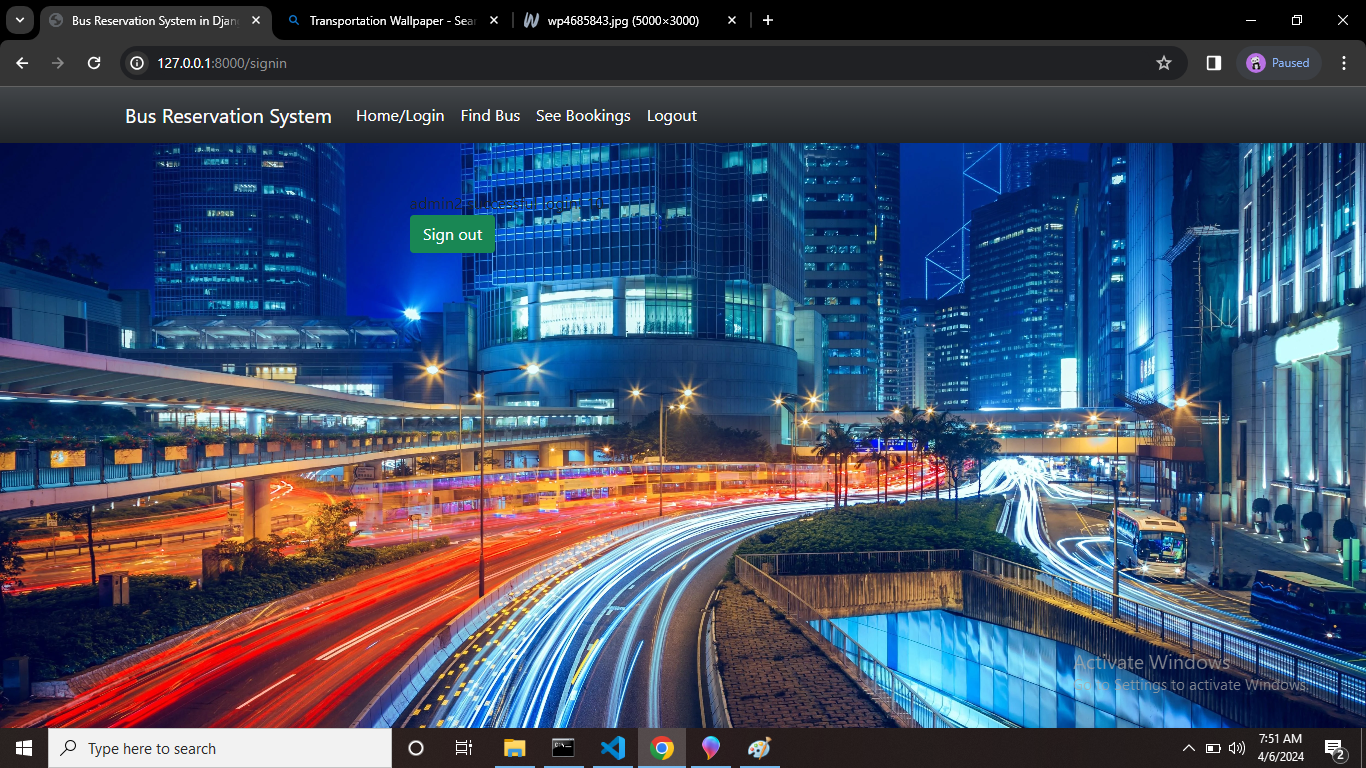 Bus Reservation System in Djan
Transportation Wallpaper - Sear
wp4685843.jpg (5000×3000)
127.0.0.1:8000/signin
Paused
Bus Reservation System
Home/Login
Find Bus
See Bookings
Logout
admin2
Sign out
Activate Windows
Go to Settings to activate Windows.
Type here to search
7:51 AM
4/6/2024
2